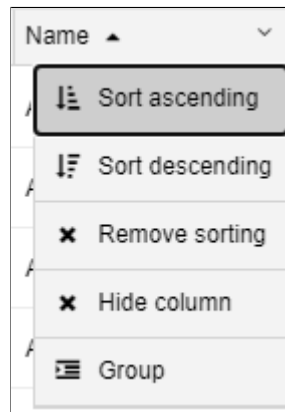 Name
Sort ascending
Sort descending
Remove sorting
Hide column
Group